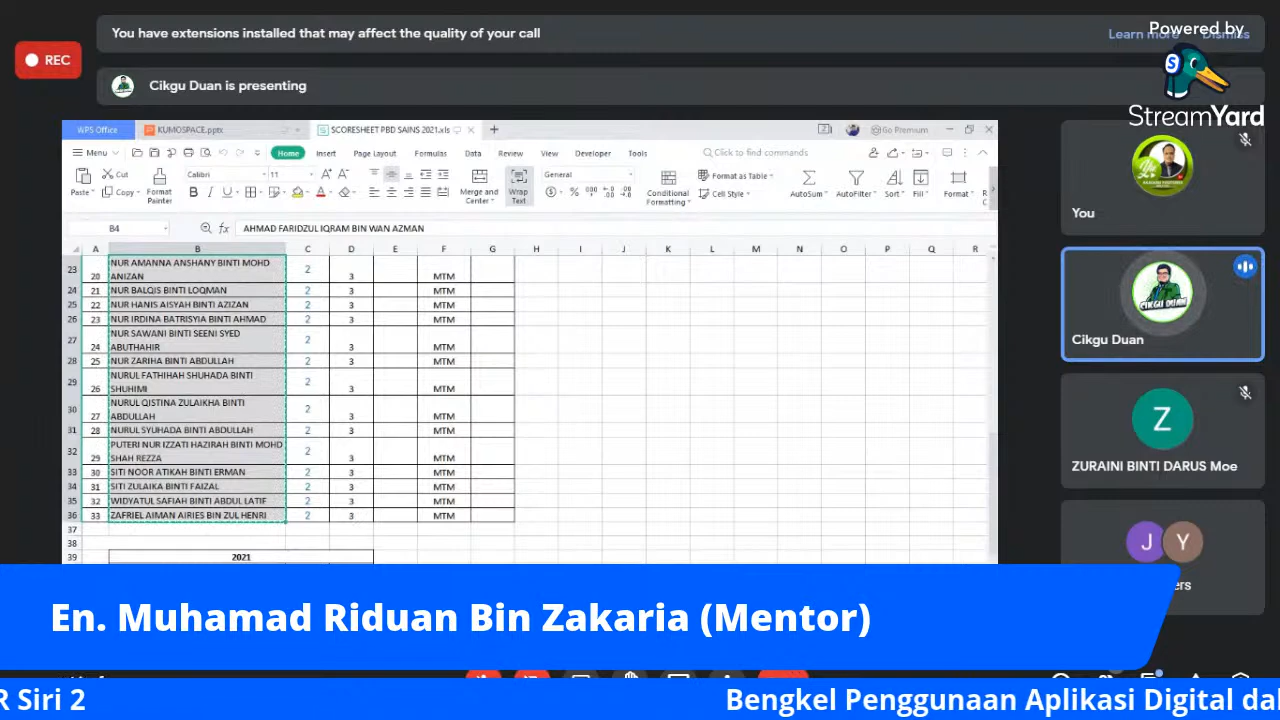 You have extensions installed that may affect the quality of your call
Learn more
Dismiss
Powered by
StreamYard
REC
Cikgu Duan is presenting
WPS Office
KUMOSPACE.pptx
SCORESHEET PBD SAINS 2021.xls
Go Premium
Menu
Home
Insert
Page Layout
Formulas
Data
Review
View
Developer
Tools
Click to find commands
Paste
Cut
Copy
Format Painter
Calibri
11
Merge and Center
Wrap Text
General
Conditional Formatting
Format as Table
Cell Style
AutoSum
AutoFilter
Sort
Fill
Format
B4
fx
AHMAD FARIDZUL IQRAM BIN WAN AZMAN
A B C D E F G H I J K L M N O P Q R
23 20 NUR AMANNA ANSHANY BINTI MOHD ANIZAN 2 3 MTM
24 21 NUR BALQIS BINTI LOQMAN 2 3 MTM
25 22 NUR HANIS AISYAH BINTI AZIZAN 2 3 MTM
26 23 NUR IRDINA BATRISYIA BINTI AHMAD 2 3 MTM
27 24 NUR SAWANI BINTI SEENI SYED ABUTHAHIR 2 3 MTM
28 25 NUR ZARIHA BINTI ABDULLAH 2 3 MTM
29 26 NURUL FATHIHAH SHUHADA BINTI SHUHIMI 2 3 MTM
30 27 NURUL QISTINA ZULAIKHA BINTI ABDULLAH 2 3 MTM
31 28 NURUL SYUHADA BINTI ABDULLAH 2 3 MTM
32 29 PUTERI NUR IZZATI HAZIRAH BINTI MOHD SHAH REZZA 2 3 MTM
33 30 SITI NOOR ATIKAH BINTI ERMAN 2 3 MTM
34 31 SITI ZULAIKA BINTI FAIZAL 2 3 MTM
35 32 WIDYATUL SAFIAH BINTI ABDUL LATIF 2 3 MTM
36 33 ZAFRIEL AIMAN AIRIES BIN ZUL HENRI 2 3 MTM
37
38
39 2021
You
CIKGU DUAN
Cikgu Duan
Z
ZURAINI BINTI DARUS Moe
J
Y
En. Muhamad Riduan Bin Zakaria (Mentor)
R Siri 2
Bengkel Penggunaan Aplikasi Digital dal